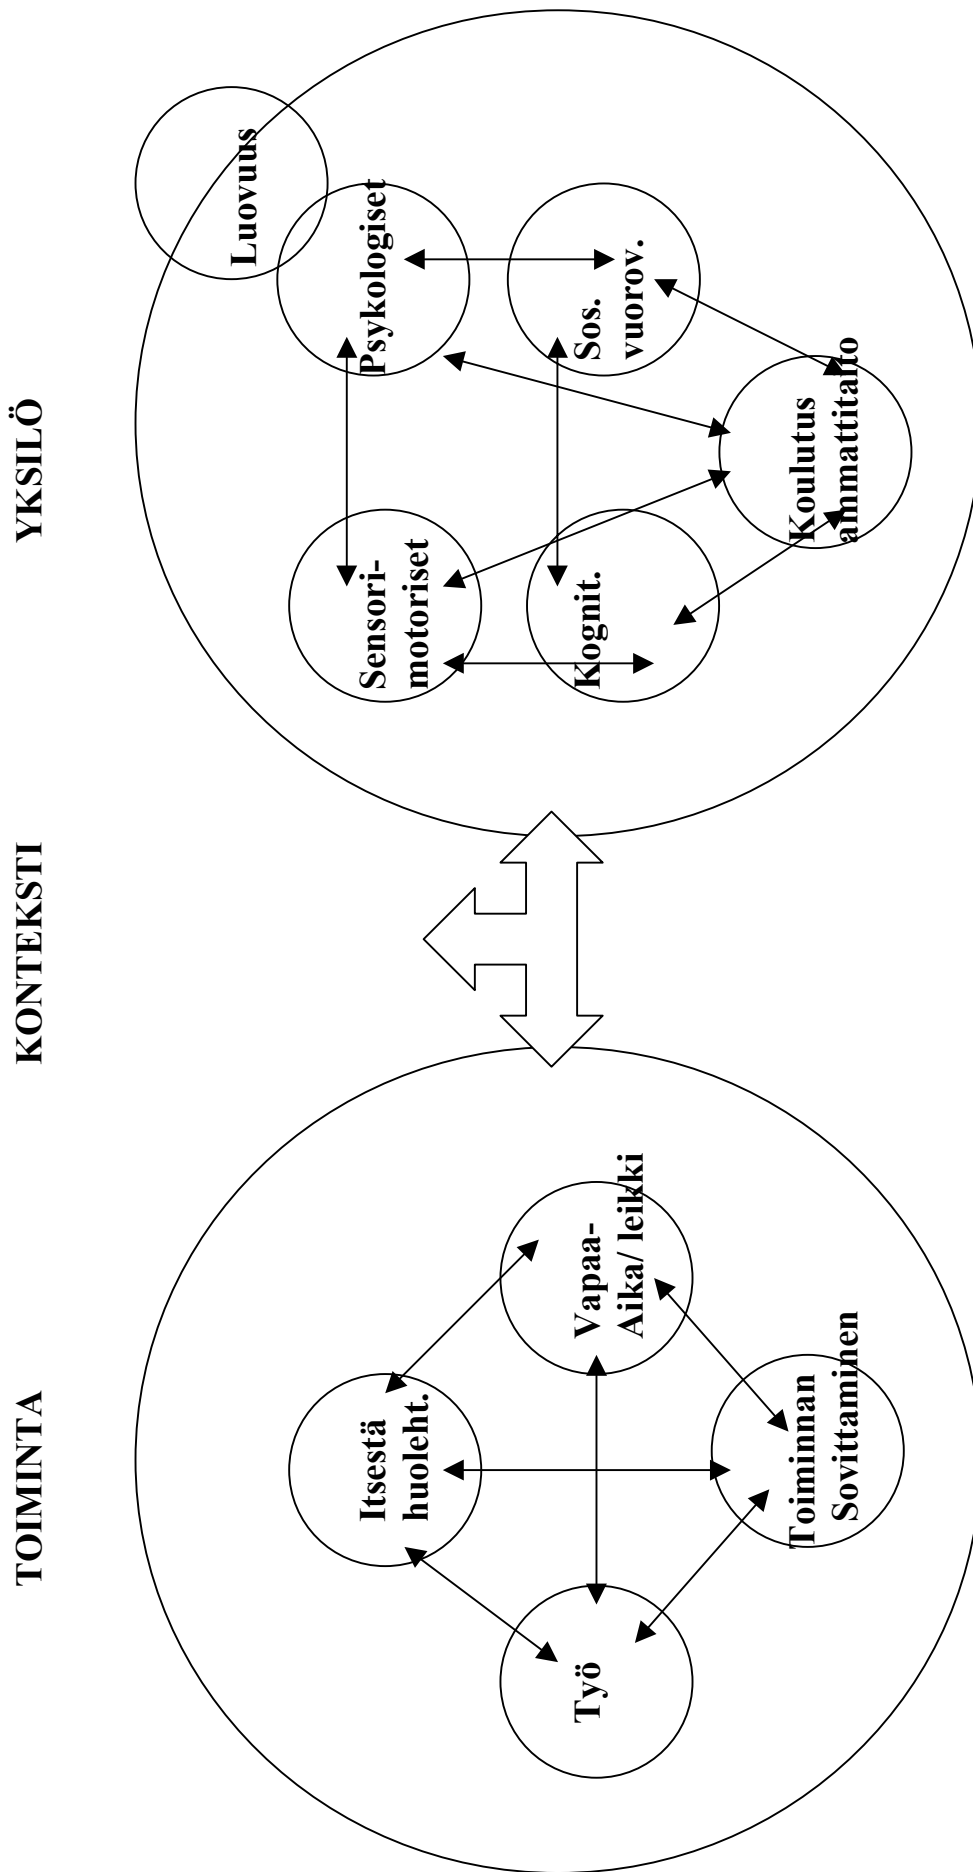 TOIMINTA
KONTEKSTI
YKSILÖ
Itsestä
huoleht.
Työ
Vapaa-
Aika/ leikki
Toiminnan
Sovittaminen
Luovuus
Sensori-
motoriset
Psykologiset
Kognit.
Sos.
vuorov.
Koulutus
ammattitaito